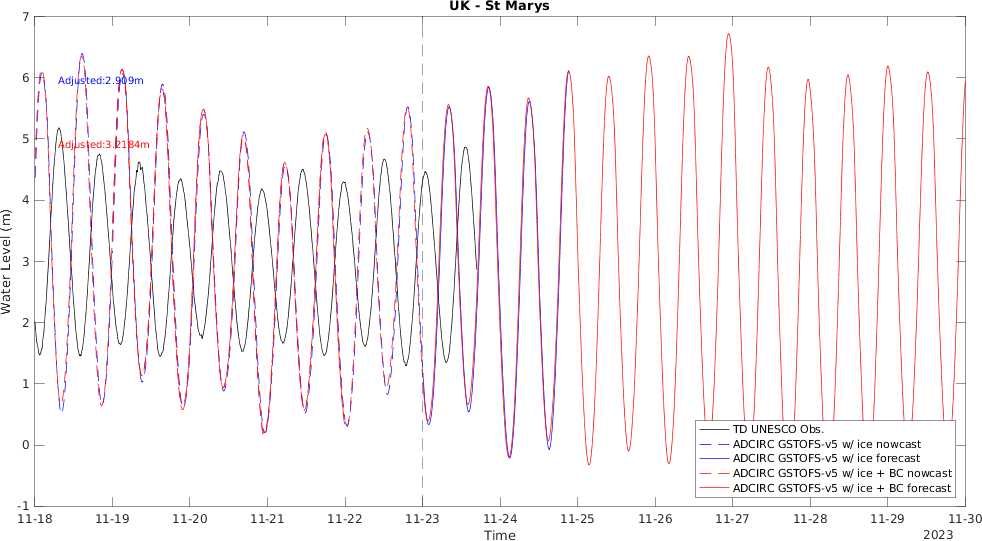 UK - St Marys
Water Level (m)
7
6
5
4
3
2
1
0
-1
Adjusted:2.909m
Adjusted:3.2184m
TD UNESCO Obs.
ADCIRC GSTOFS-v5 w/ ice nowcast
ADCIRC GSTOFS-v5 w/ ice forecast
ADCIRC GSTOFS-v5 w/ ice + BC nowcast
ADCIRC GSTOFS-v5 w/ ice + BC forecast
11-18 11-19 11-20 11-21 11-22 11-23 11-24 11-25 11-26 11-27 11-28 11-29 11-30
Time
2023